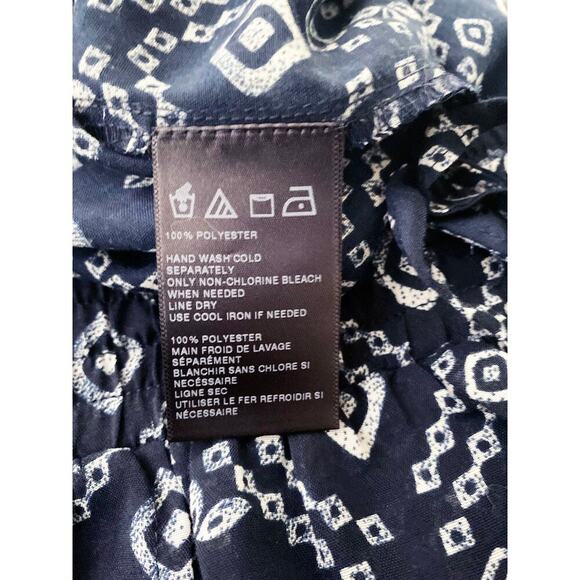 100% POLYESTER
HAND WASH COLD
SEPARATELY
ONLY NON-CHLORINE BLEACH
WHEN NEEDED
LINE DRY
USE COOL IRON IF NEEDED
100% POLYESTER
MAIN FROID DE LAVAGE
SÉPARÉMENT
BLANCHIR SANS CHLORE SI
NÉCESSAIRE
LIGNE SEC
UTILISER LE FER REFROIDIR SI
NÉCESSAIRE